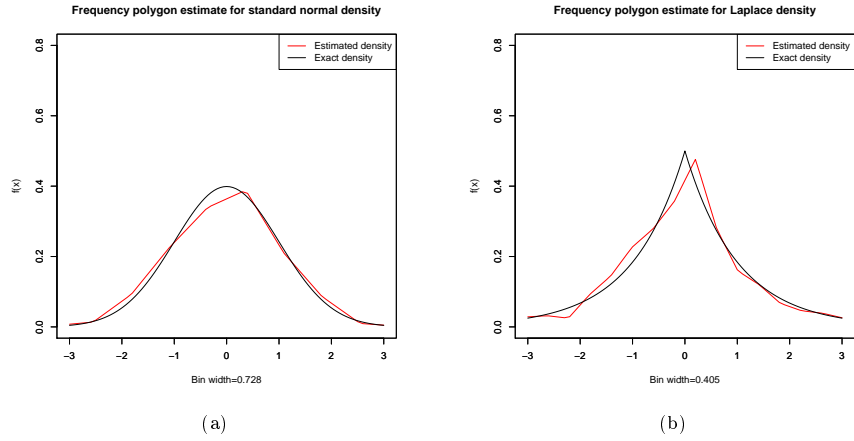 Frequency polygon estimate for standard normal density
Estimated density
Exact density
f(x)
0.8
0.6
0.4
0.2
0.0
−3 −2 −1 0 1 2 3
Bin width=0.728
(a)
Frequency polygon estimate for Laplace density
Estimated density
Exact density
f(x)
0.8
0.6
0.4
0.2
0.0
−3 −2 −1 0 1 2 3
Bin width=0.405
(b)